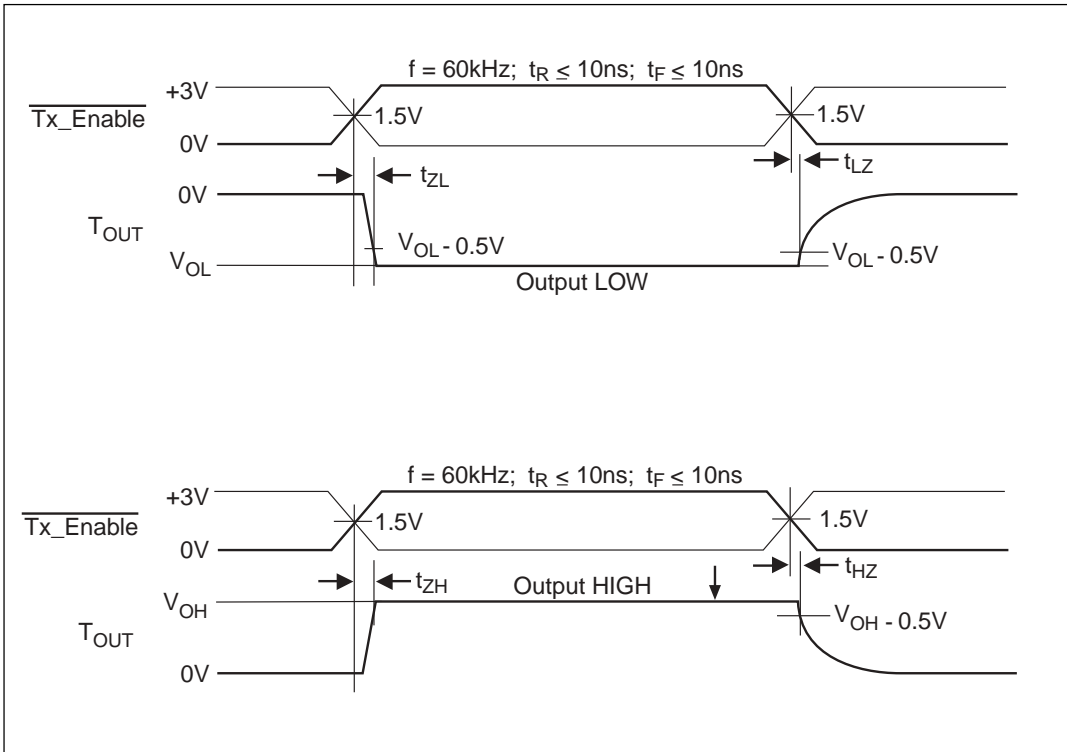 f = 60kHz; tR ≤ 10ns; tF ≤ 10ns
+3V
Tx_Enable
1.5V
1.5V
0V
tZL
tLZ
0V
TOUT
VOL - 0.5V
VOL - 0.5V
VOL
Output LOW
f = 60kHz; tR ≤ 10ns; tF ≤ 10ns
+3V
Tx_Enable
1.5V
1.5V
0V
tZH
Output HIGH
tHZ
VOH
VOH - 0.5V
TOUT
0V